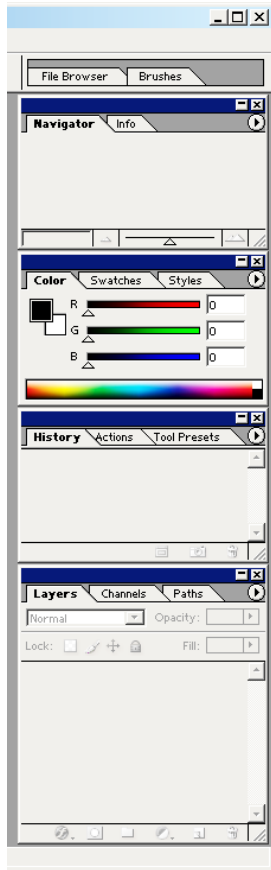 File Browser Brushes
Navigator Info
Color Swatches Styles
R 0
G 0
B 0
History Actions Tool Presets
Layers Channels Paths
Normal Opacity:
Lock: Fill: